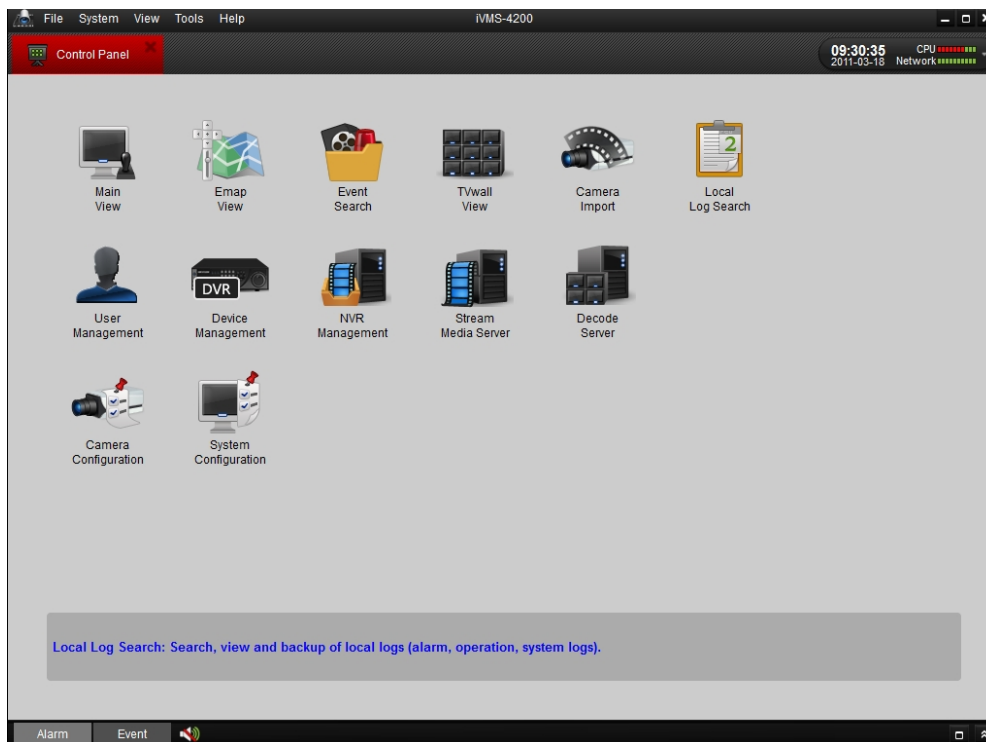 File System View Tools Help iVMS-4200
Control Panel
09:30:35 CPU
2011-03-18 Network
Main
View
Emap
View
Event
Search
TVwall
View
Camera
Import
2
Local
Log Search
User
Management
DVR
Device
Management
NVR
Management
Stream
Media Server
Decode
Server
Camera
Configuration
System
Configuration
Local Log Search: Search, view and backup of local logs (alarm, operation, system logs).
Alarm Event